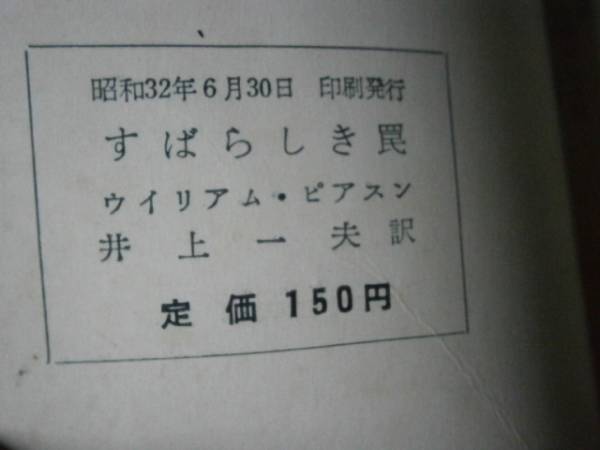 昭和32年6月30日 印刷発行
すばらしき罠
ウイリアム・ピアスン
井上一夫訳
定価 150円